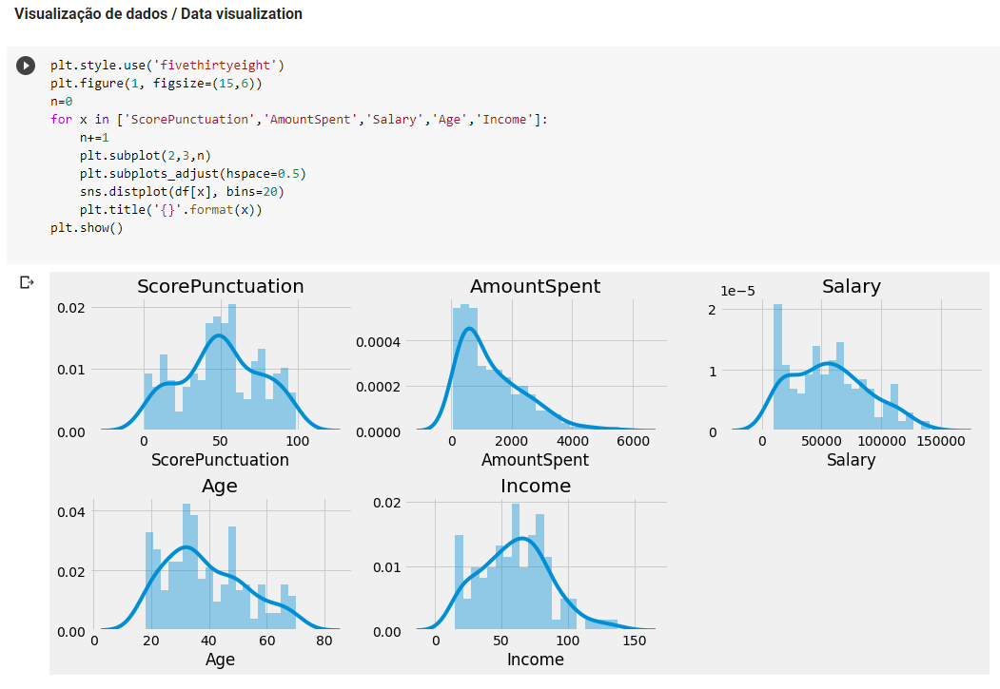 Visualização de dados / Data visualization
plt.style.use('fivethirtyeight')
plt.figure(1, figsize=(15,6))
n=0
for x in ['ScorePunctuation','AmountSpent','Salary','Age','Income']:
    n+=1
    plt.subplot(2,3,n)
    plt.subplots_adjust(hspace=0.5)
    sns.distplot(df[x], bins=20)
    plt.title('{}'.format(x))
plt.show()
ScorePunctuation
0.02
0.01
0.00
0 50 100
ScorePunctuation
AmountSpent
0.0004
0.0002
0.0000
0 2000 4000 6000
AmountSpent
Salary
1e−5
2
1
0
0 50000 100000 150000
Salary
Age
0.04
0.02
0.00
0 20 40 60 80
Age
Income
0.02
0.01
0.00
0 50 100 150
Income